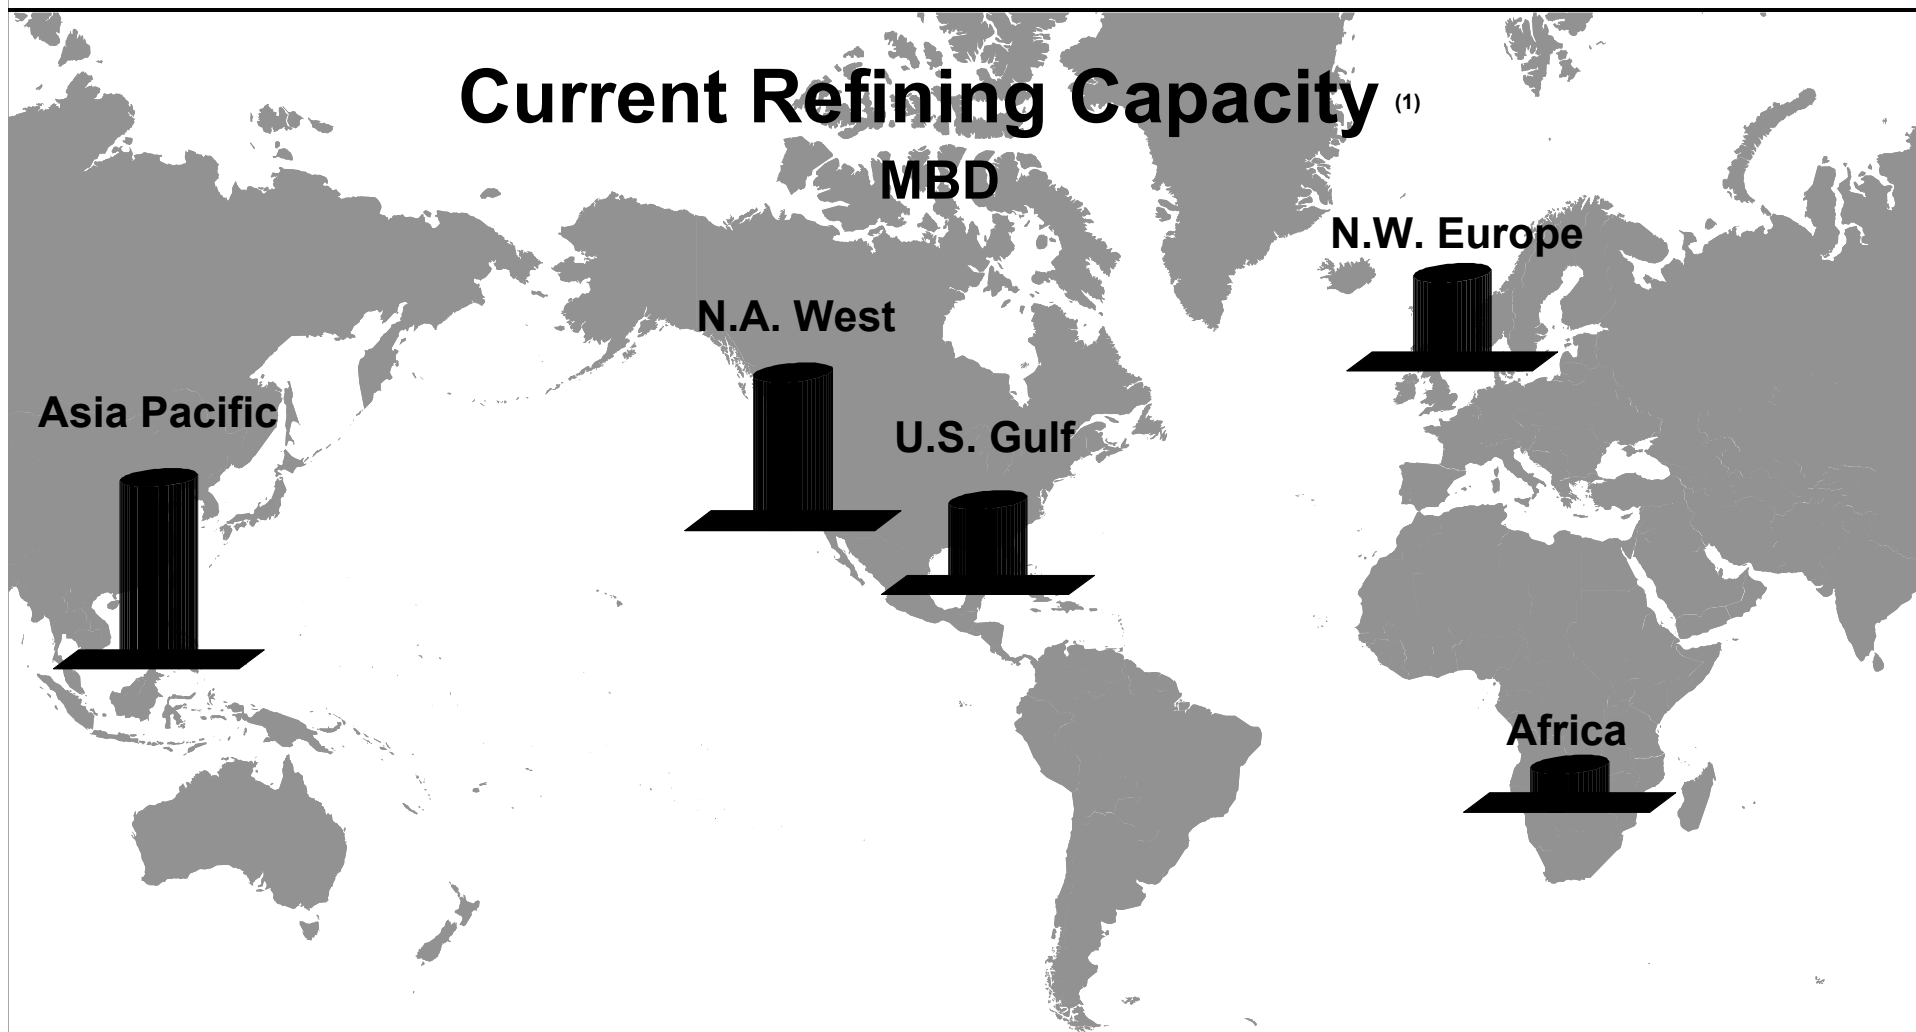 Current Refining Capacity (1)
MBD
N.W. Europe
N.A. West
Asia Pacific
U.S. Gulf
Africa